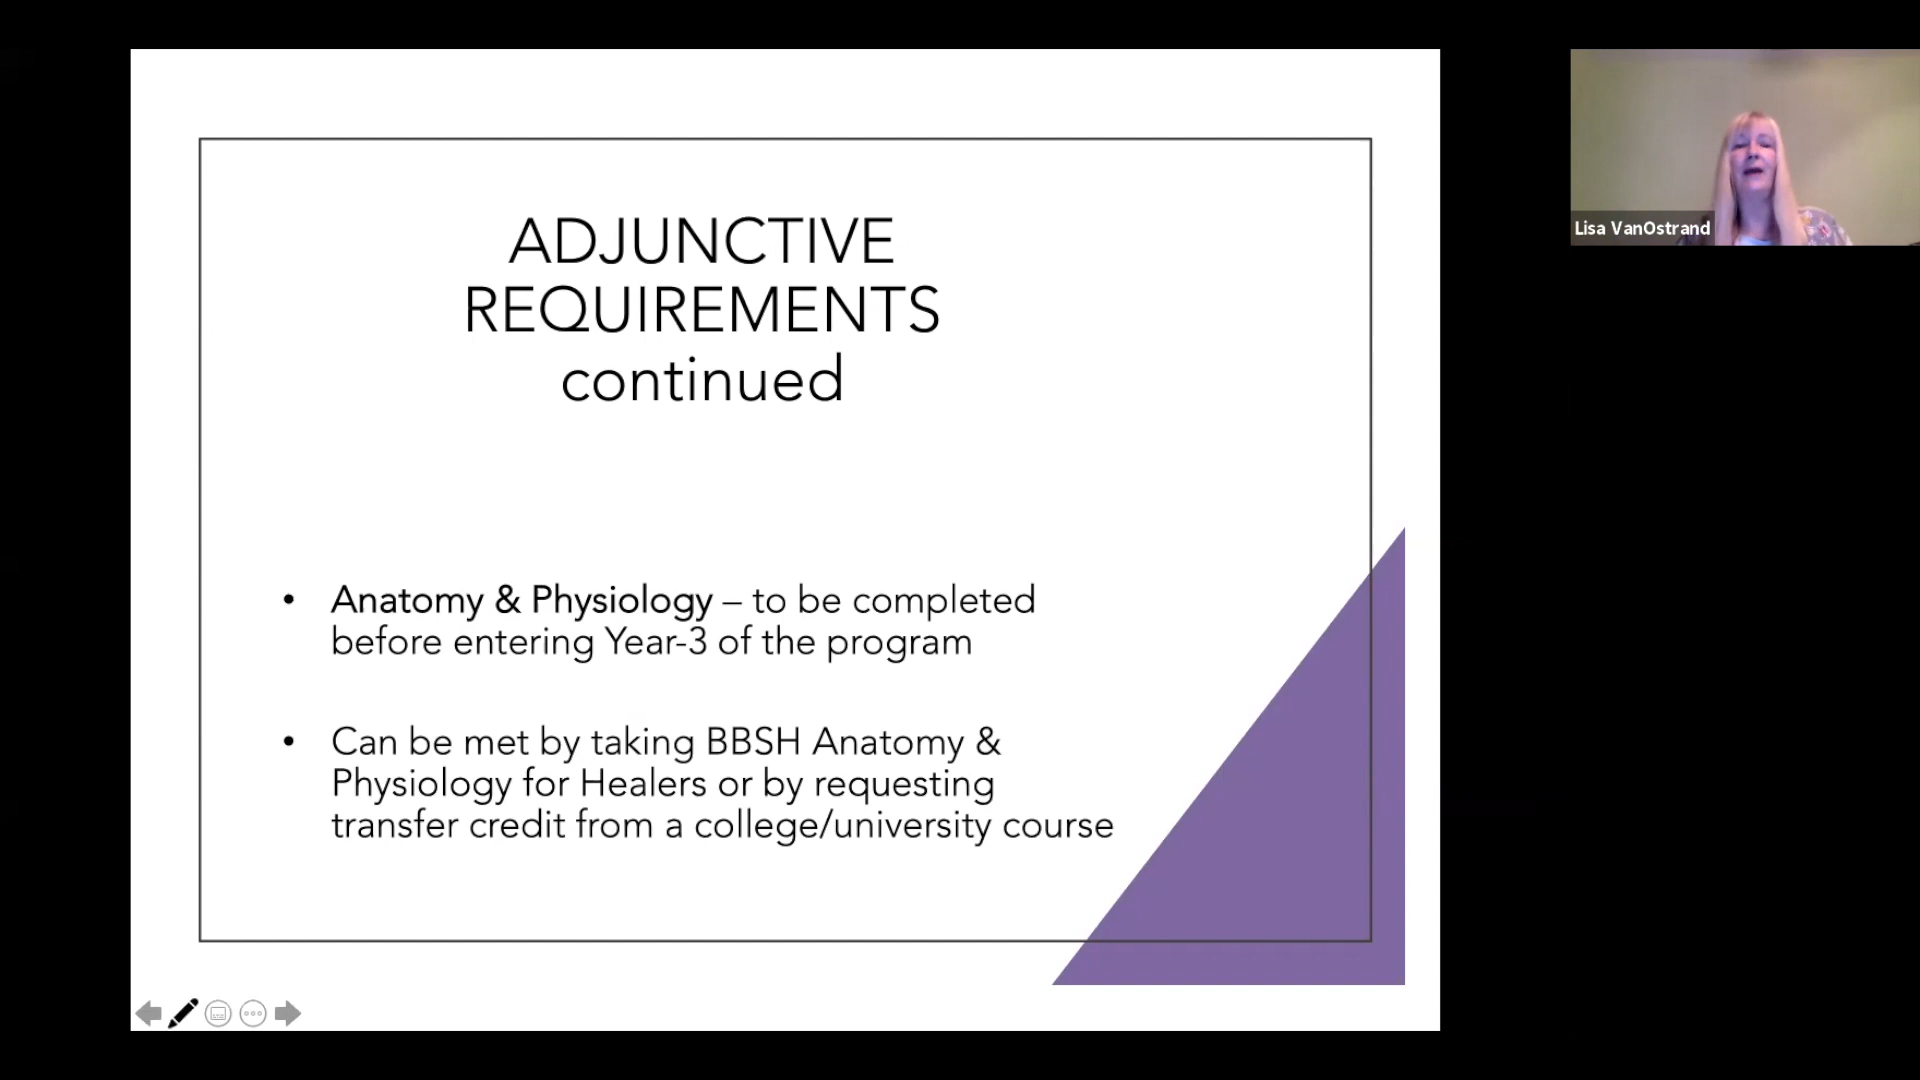 ADJUNCTIVE
REQUIREMENTS
continued
• Anatomy & Physiology – to be completed
before entering Year-3 of the program
• Can be met by taking BBSH Anatomy &
Physiology for Healers or by requesting
transfer credit from a college/university course
Lisa VanOstrand